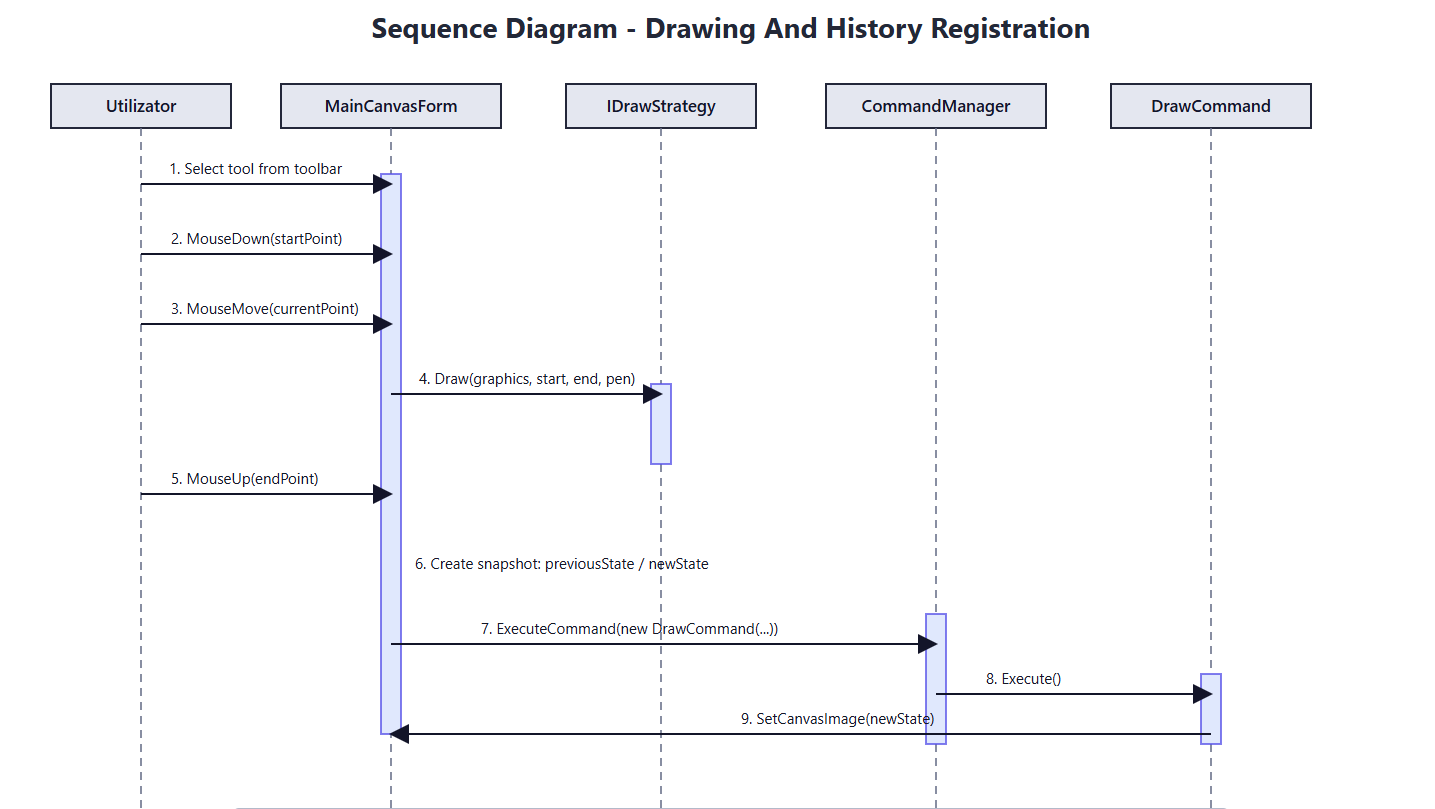 Sequence Diagram - Drawing And History Registration
Utilizator
MainCanvasForm
IDrawStrategy
CommandManager
DrawCommand
1. Select tool from toolbar
2. MouseDown(startPoint)
3. MouseMove(currentPoint)
4. Draw(graphics, start, end, pen)
5. MouseUp(endPoint)
6. Create snapshot: previousState / newState
7. ExecuteCommand(new DrawCommand(...))
8. Execute()
9. SetCanvasImage(newState)